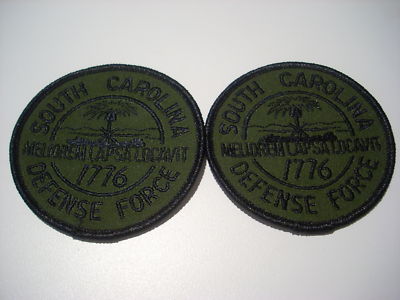 SOUTH CAROLINA
MELIOREM LAPSA LOCAVIT
1776
DEFENSE FORCE
SOUTH CAROLINA
MELIOREM LAPSA LOCAVIT
1776
DEFENSE FORCE